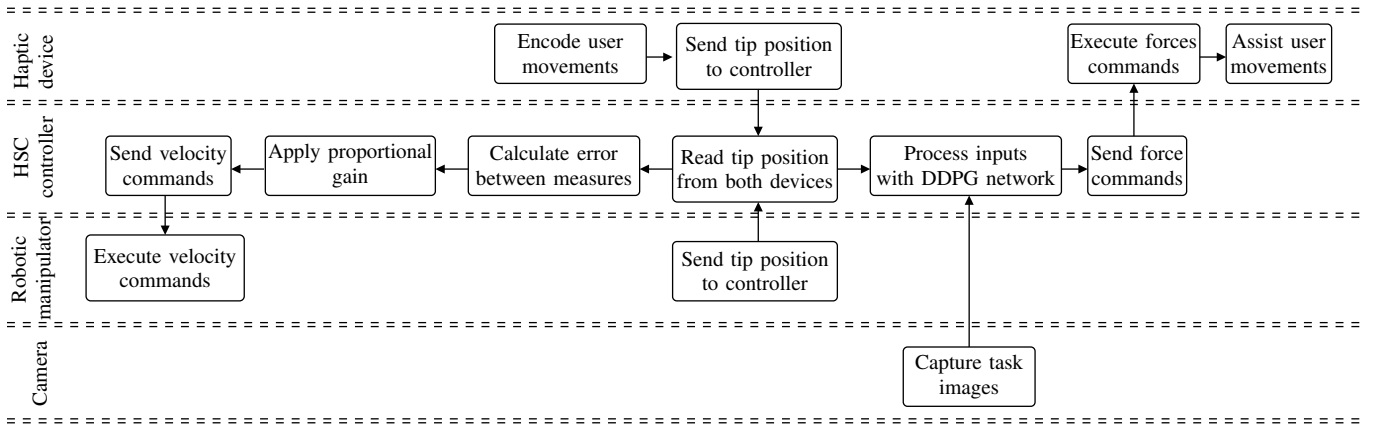 Haptic
device
Encode user
movements
Send tip position
to controller
Execute forces
commands
Assist user
movements
HSC
controller
Send velocity
commands
Apply proportional
gain
Calculate error
between measures
Read tip position
from both devices
Process inputs
with DDPG network
Send force
commands
Robotic
manipulator
Execute velocity
commands
Send tip position
to controller
Camera
Capture task
images